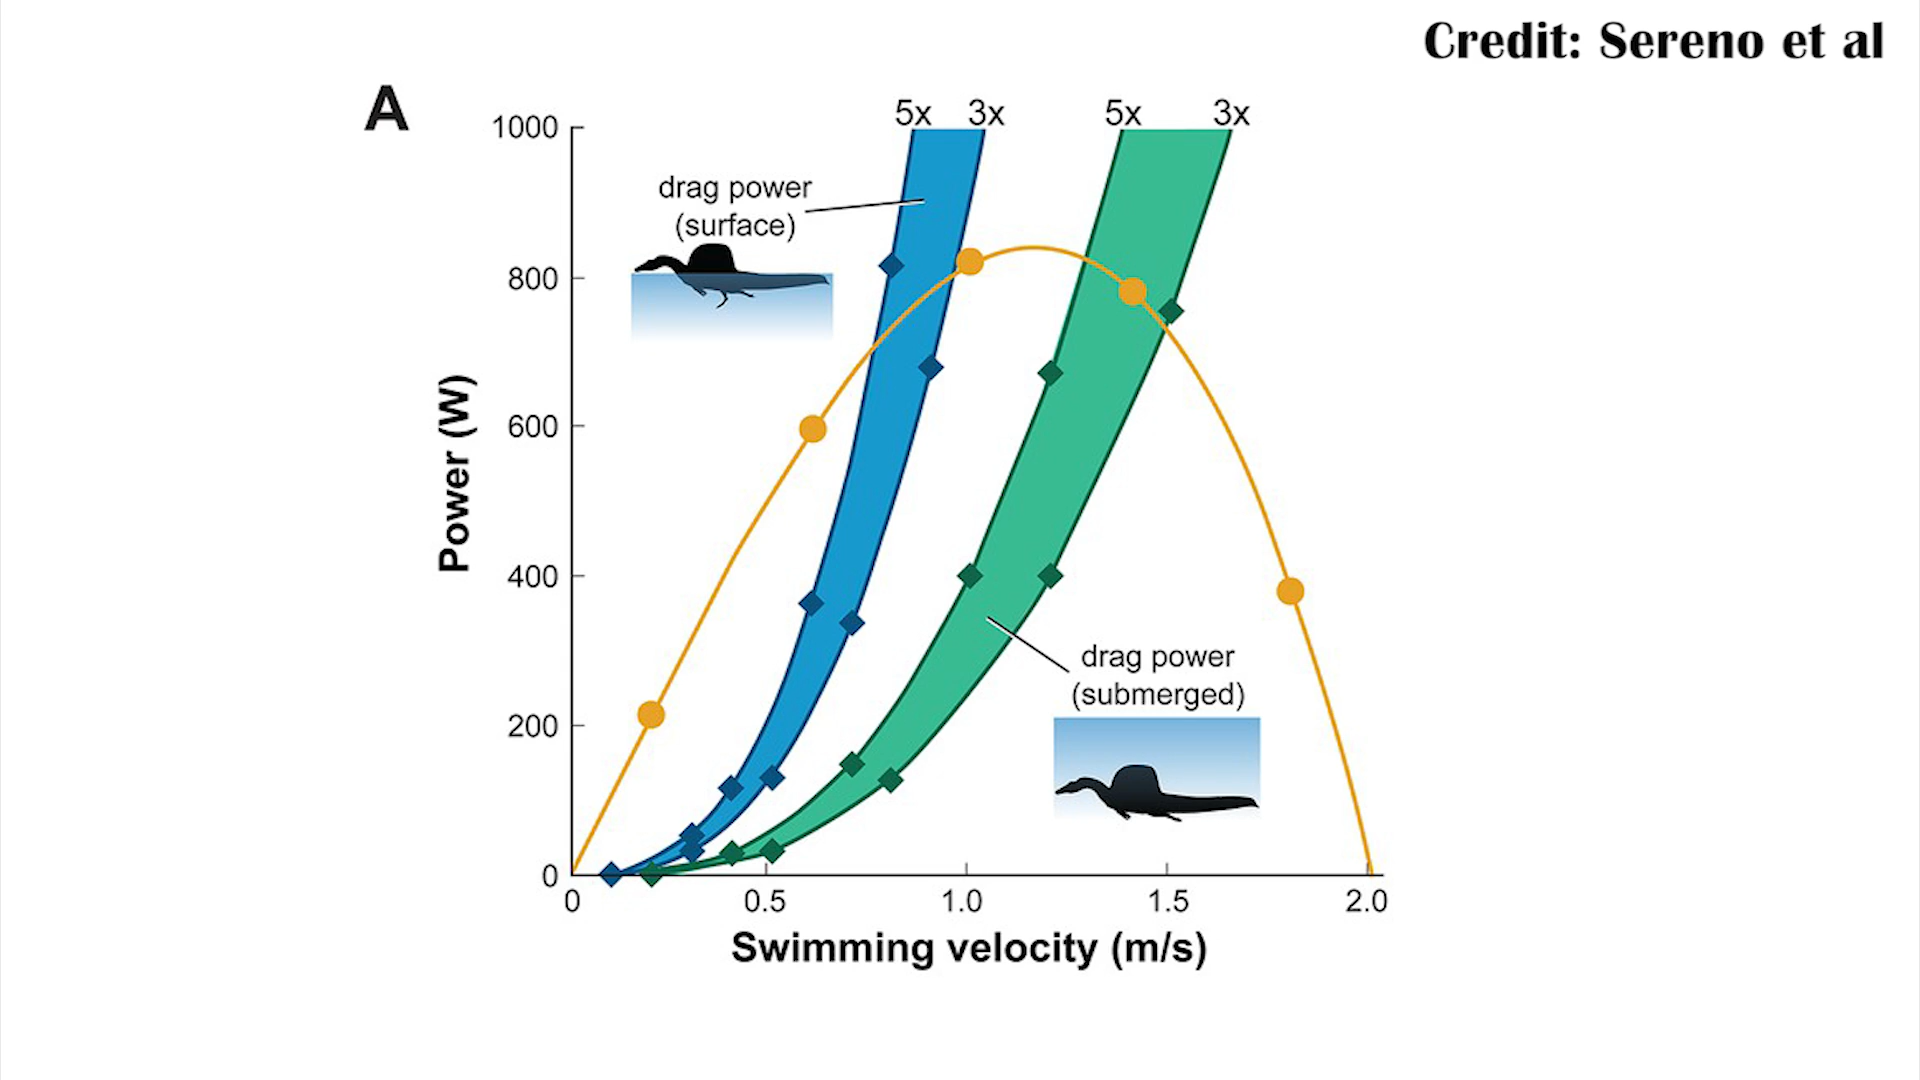 Credit: Sereno et al
A
5x 3x 5x 3x
1000
drag power
(surface)
800
600
400
200
0
Power (W)
drag power
(submerged)
0 0.5 1.0 1.5 2.0
Swimming velocity (m/s)